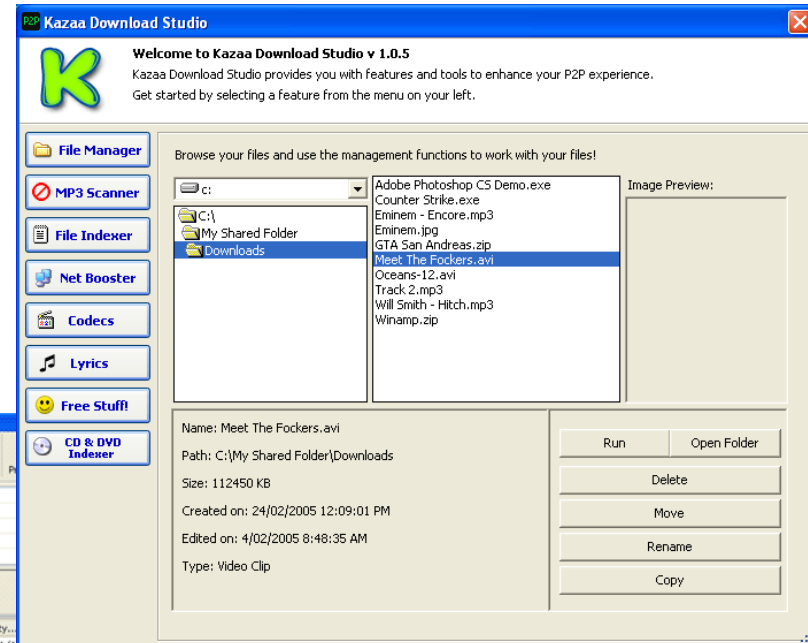 P2P Kazaa Download Studio
Welcome to Kazaa Download Studio v 1.0.5
Kazaa Download Studio provides you with features and tools to enhance your P2P experience.
Get started by selecting a feature from the menu on your left.
File Manager
MP3 Scanner
File Indexer
Net Booster
Codecs
Lyrics
Free Stuff!
CD & DVD
Indexer
Browse your files and use the management functions to work with your files!
c:
C:\
My Shared Folder
Downloads
Adobe Photoshop CS Demo.exe
Counter Strike.exe
Eminem - Encore.mp3
Eminem.jpg
GTA San Andreas.zip
Meet The Fockers.avi
Oceans-12.avi
Track 2.mp3
Will Smith - Hitch.mp3
Winamp.zip
Image Preview:
Name: Meet The Fockers.avi
Path: C:\My Shared Folder\Downloads
Size: 112450 KB
Created on: 24/02/2005 12:09:01 PM
Edited on: 4/02/2005 8:48:35 AM
Type: Video Clip
Run
Open Folder
Delete
Move
Rename
Copy